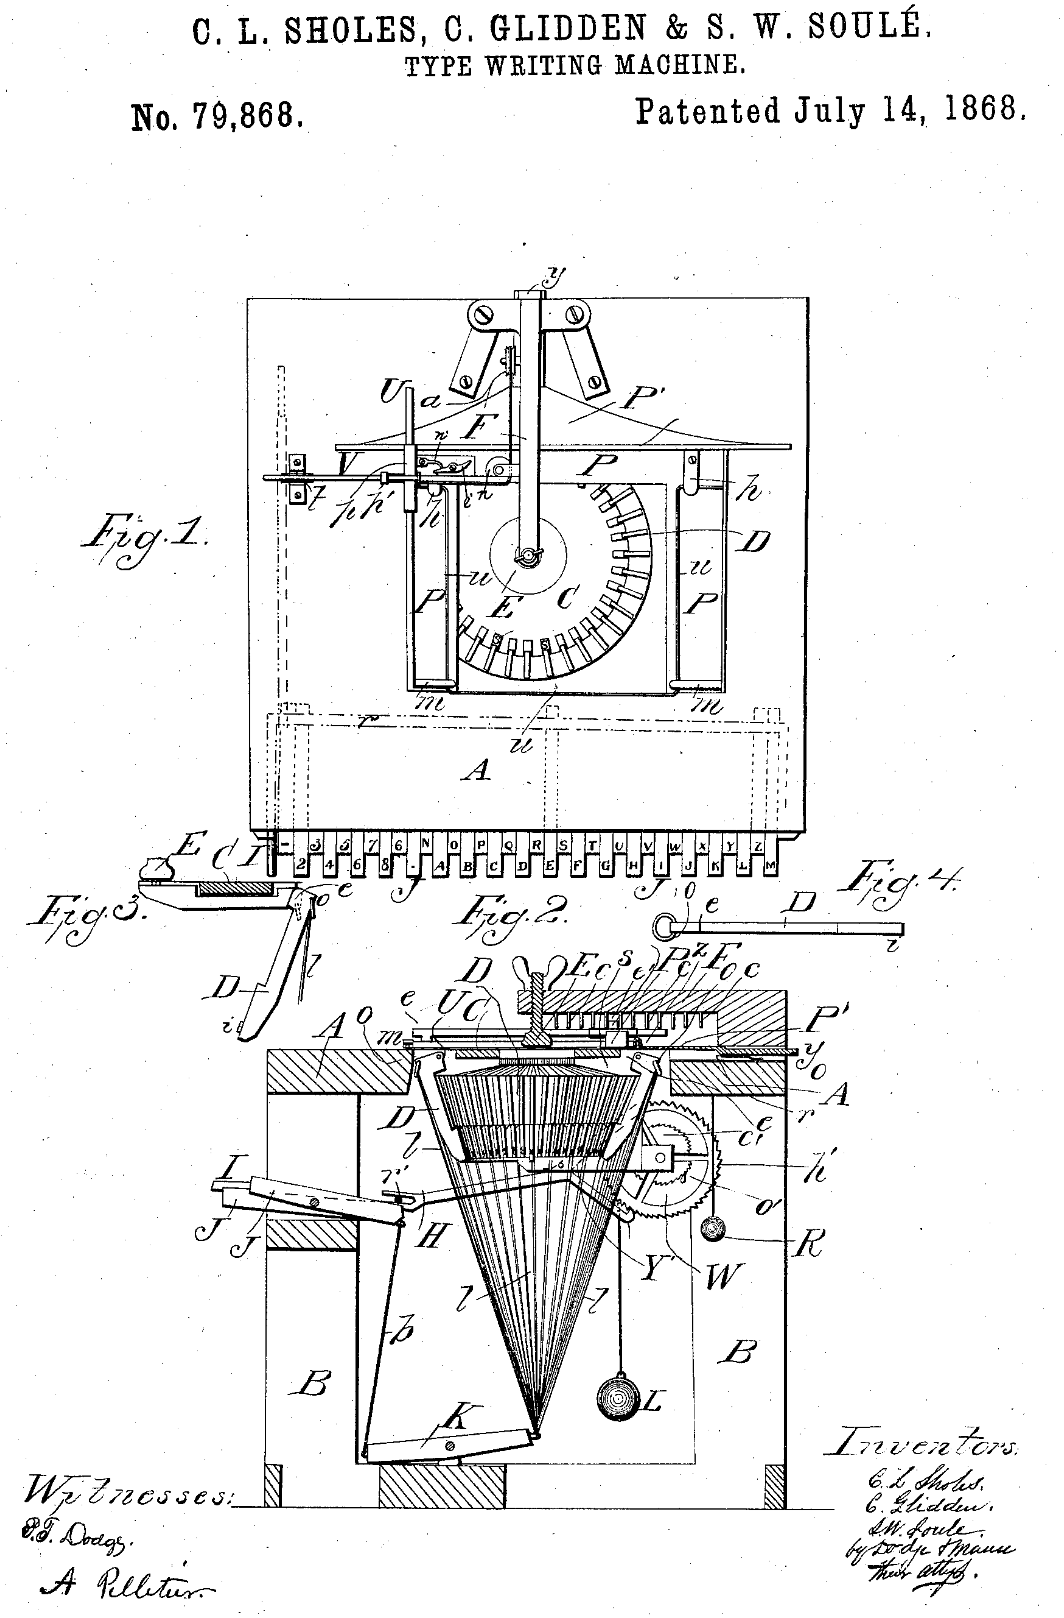 C. L. SHOLES, C. GLIDDEN & S. W. SOULÉ.
TYPE WRITING MACHINE.
No. 79,868. Patented July 14, 1868.
y
U a F P'
V n P h
t p h' h i n
Fig. 1. D
u u
P E C P
m m
r u
A
- 3 5 7 6 N O P Q R S T U V W X Y Z
2 4 6 8 - A B C D E F G H I J K L M
J J
E C I
e o
Fig. 3. Fig. 2. Fig. 4.
o e D i
D l
i
D E C s e' P c z F o c
e U C P'
A o m y o
A
D r
l e c'
h'
I r' o'
J J H R
Y' W
l l
p
B B
K L
Witnesses: Inventors.
P. T. Dodge. C. L. Sholes.
A Pelletier. C. Glidden.
S. W. Soule.
by Dodge & Munn
their attys.